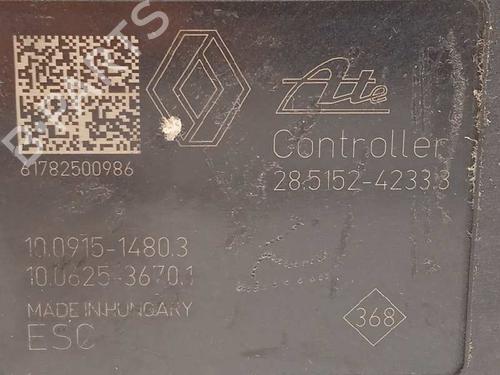 B-PARTS
Ate
61782500986
Controller
28.5152-4233.3
10.0915-1480.3
10.0625-3670.1
MADE IN HUNGARY
ESC
368